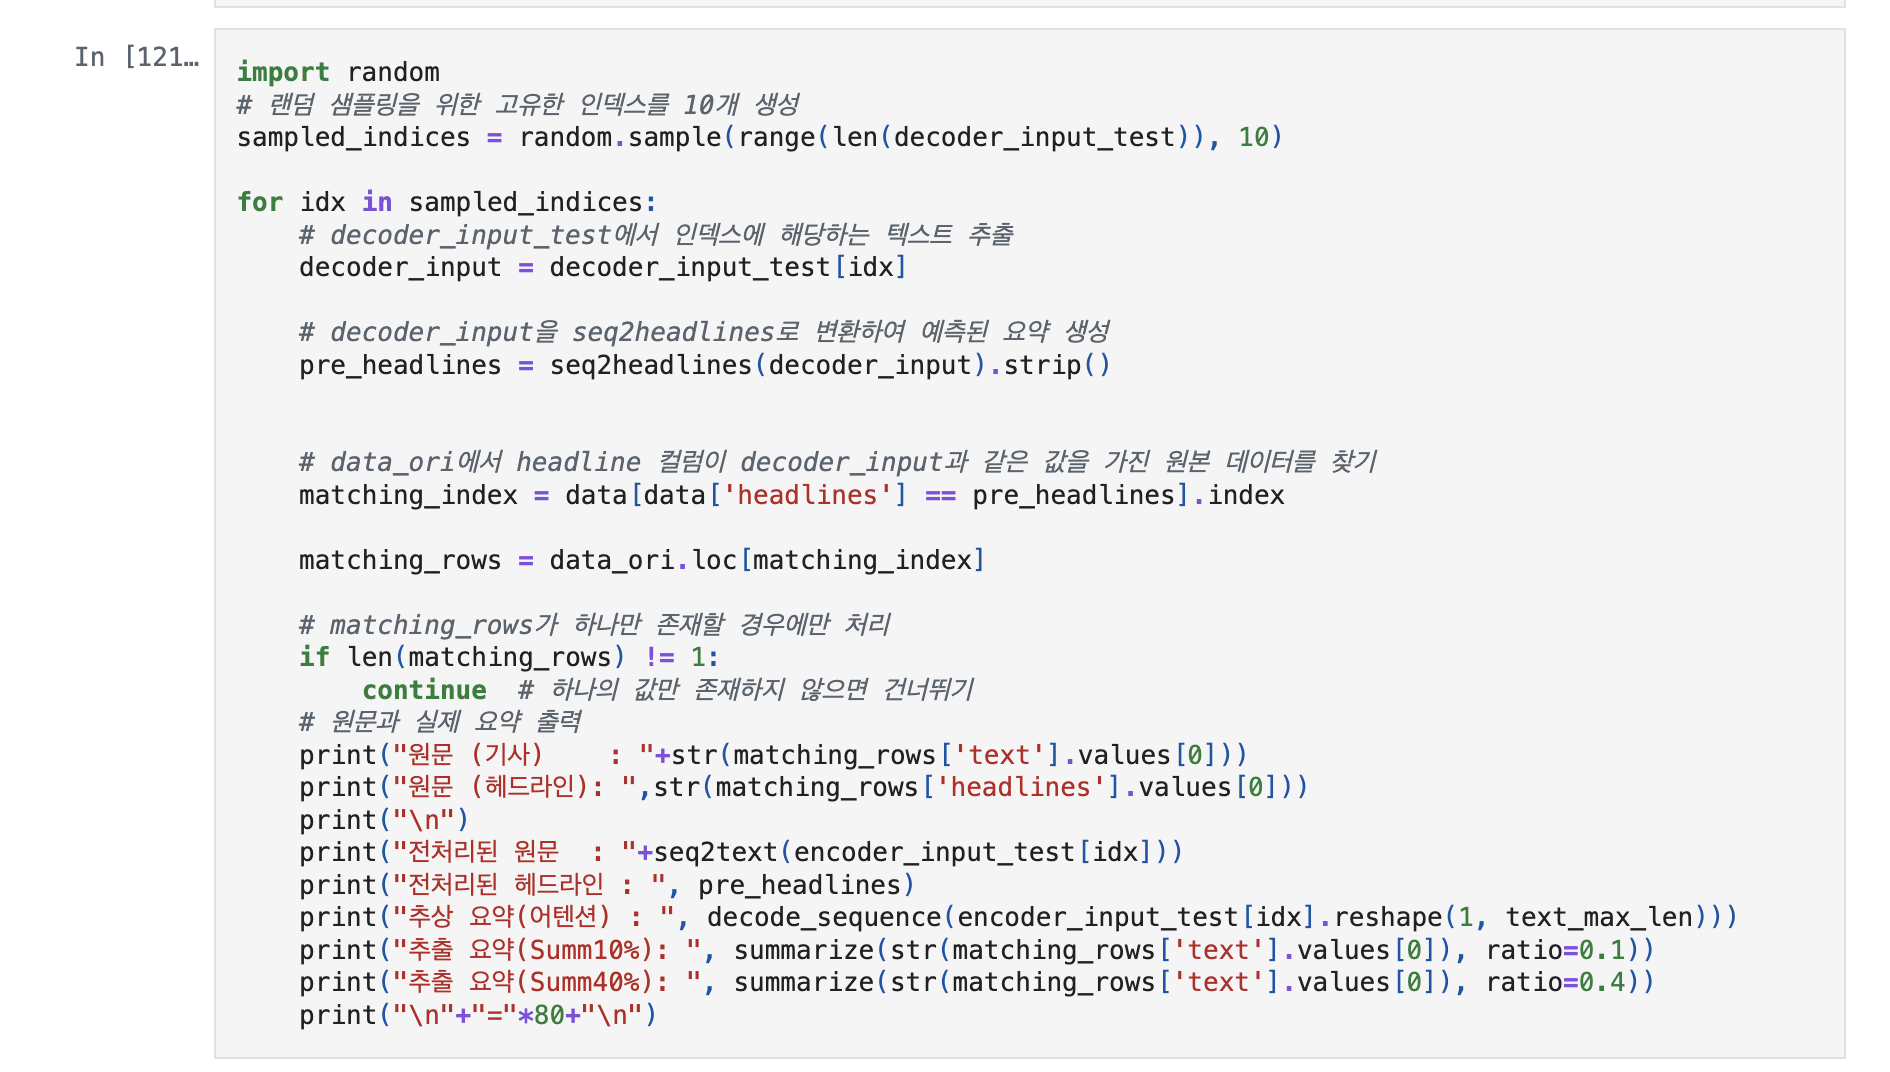 In [121…
import random
# 랜덤 샘플링을 위한 고유한 인덱스를 10개 생성
sampled_indices = random.sample(range(len(decoder_input_test)), 10)
for idx in sampled_indices:
    # decoder_input_test에서 인덱스에 해당하는 텍스트 추출
    decoder_input = decoder_input_test[idx]
    # decoder_input을 seq2headlines로 변환하여 예측된 요약 생성
    pre_headlines = seq2headlines(decoder_input).strip()
    # data_ori에서 headline 컬럼이 decoder_input과 같은 값을 가진 원본 데이터를 찾기
    matching_index = data[data['headlines'] == pre_headlines].index
    matching_rows = data_ori.loc[matching_index]
    # matching_rows가 하나만 존재할 경우에만 처리
    if len(matching_rows) != 1:
        continue  # 하나의 값만 존재하지 않으면 건너뛰기
    # 원문과 실제 요약 출력
    print("원문 (기사)    : "+str(matching_rows['text'].values[0]))
    print("원문 (헤드라인): ",str(matching_rows['headlines'].values[0]))
    print("\n")
    print("전처리된 원문  : "+seq2text(encoder_input_test[idx]))
    print("전처리된 헤드라인 : ", pre_headlines)
    print("추상 요약(어텐션) : ", decode_sequence(encoder_input_test[idx].reshape(1, text_max_len)))
    print("추출 요약(Summ10%): ", summarize(str(matching_rows['text'].values[0]), ratio=0.1))
    print("추출 요약(Summ40%): ", summarize(str(matching_rows['text'].values[0]), ratio=0.4))
    print("\n"+"="*80+"\n")